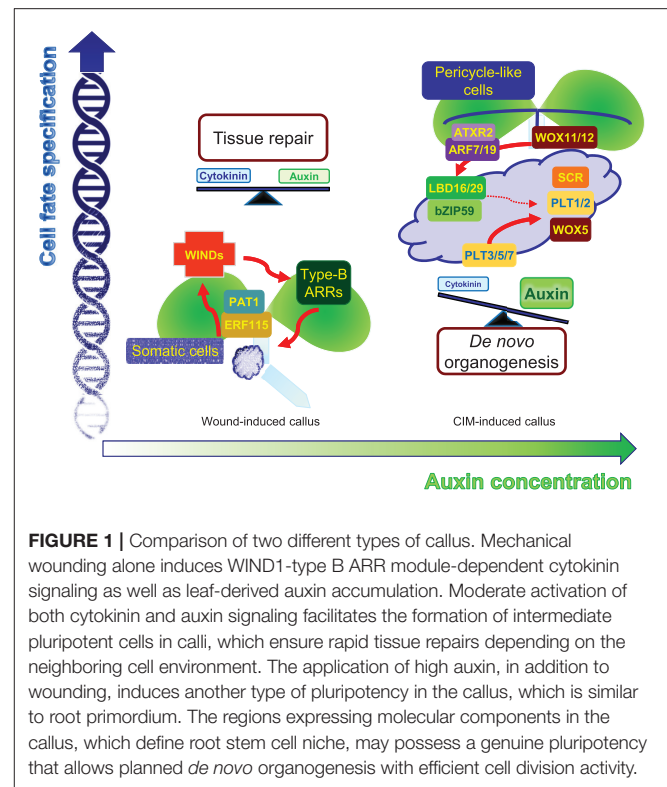 Cell fate specification
Tissue repair
Cytokinin
Auxin
WINDs
Type-B
ARRs
PAT1
ERF115
Somatic cells
Wound-induced callus
Pericycle-like
cells
ATXR2
ARF7/19
WOX11/12
LBD16/29
bZIP59
SCR
PLT1/2
WOX5
PLT3/5/7
Cytokinin
Auxin
De novo
organogenesis
CIM-induced callus
Auxin concentration
FIGURE 1 | Comparison of two different types of callus. Mechanical
wounding alone induces WIND1-type B ARR module-dependent cytokinin
signaling as well as leaf-derived auxin accumulation. Moderate activation of
both cytokinin and auxin signaling facilitates the formation of intermediate
pluripotent cells in calli, which ensure rapid tissue repairs depending on the
neighboring cell environment. The application of high auxin, in addition to
wounding, induces another type of pluripotency in the callus, which is similar
to root primordium. The regions expressing molecular components in the
callus, which define root stem cell niche, may possess a genuine pluripotency
that allows planned de novo organogenesis with efficient cell division activity.